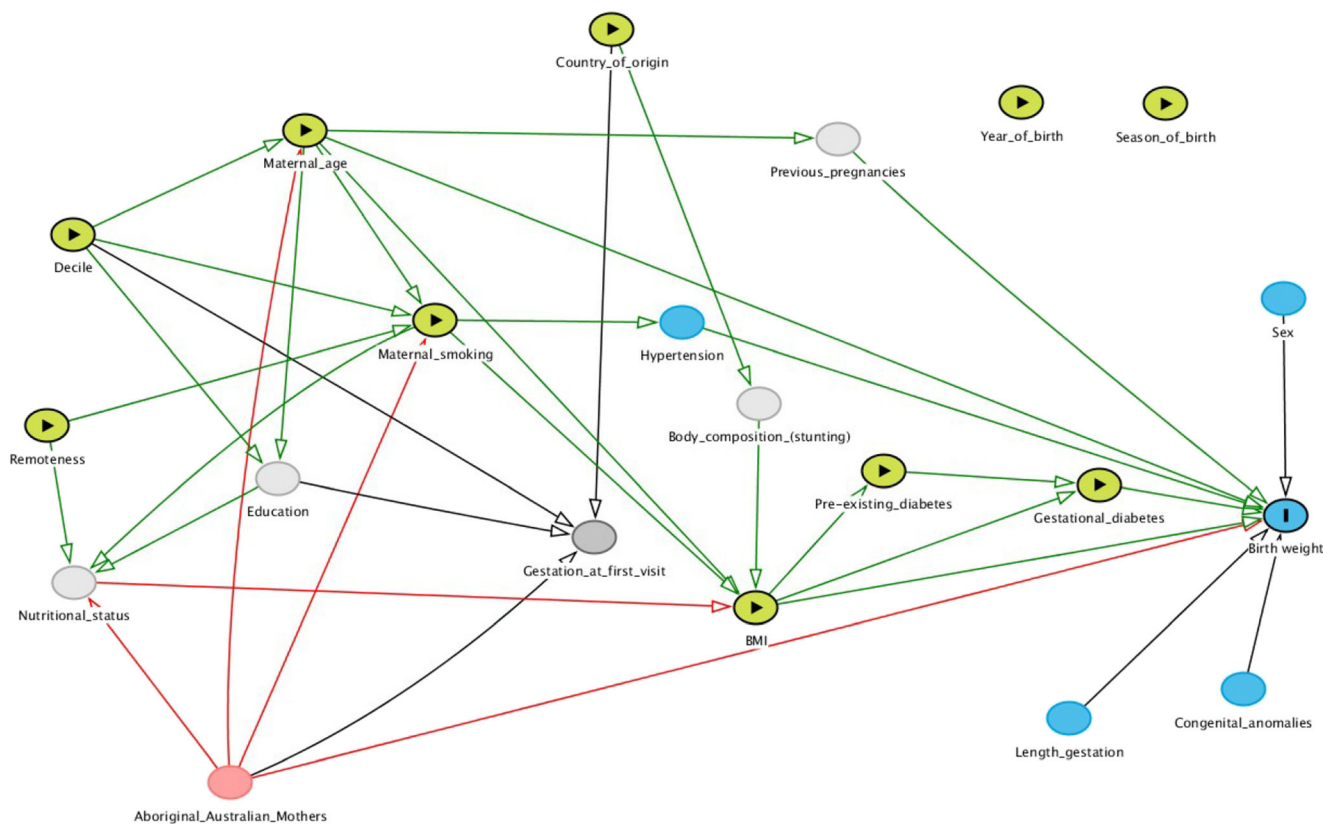 Country_of_origin
Year_of_birth
Season_of_birth
Maternal_age
Previous_pregnancies
Decile
Sex
Maternal_smoking
Hypertension
Body_composition_(stunting)
Remoteness
Pre-existing_diabetes
Education
Gestational_diabetes
Birth weight
Gestation_at_first_visit
Nutritional_status
BMI
Congenital_anomalies
Length_gestation
Aboriginal_Australian_Mothers